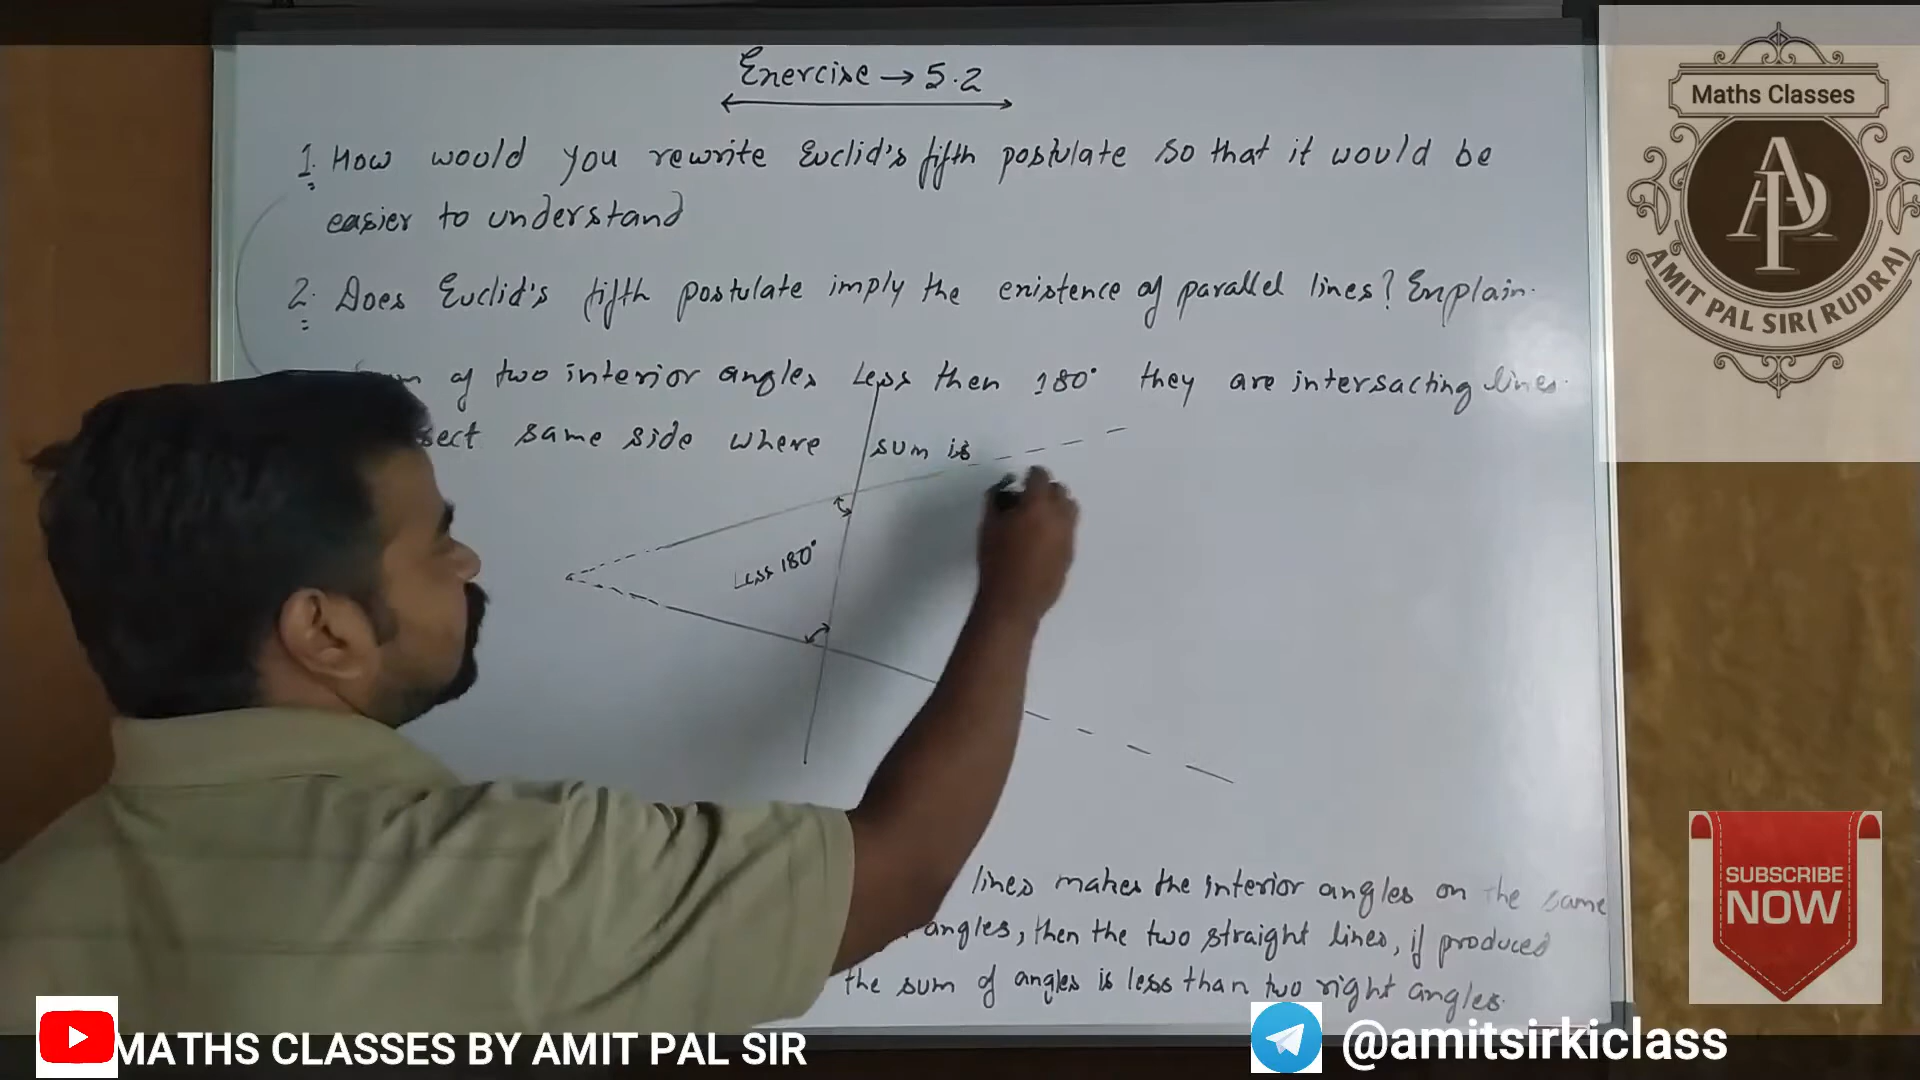 Exercise → 5.2
1. How would you rewrite Euclid's fifth postulate so that it would be
easier to understand
2. Does Euclid's fifth postulate imply the existence of parallel lines? Explain.
of two interior angles Less then 180° they are intersacting lines.
same side where sum is
Less 180°
lines makes the interior angles on the same
angles, then the two straight lines, if produced
the sum of angles is less than two right angles.
Maths Classes
AP
AMIT PAL SIR( RUDRA)
SUBSCRIBE
NOW
MATHS CLASSES BY AMIT PAL SIR
@amitsirkiclass